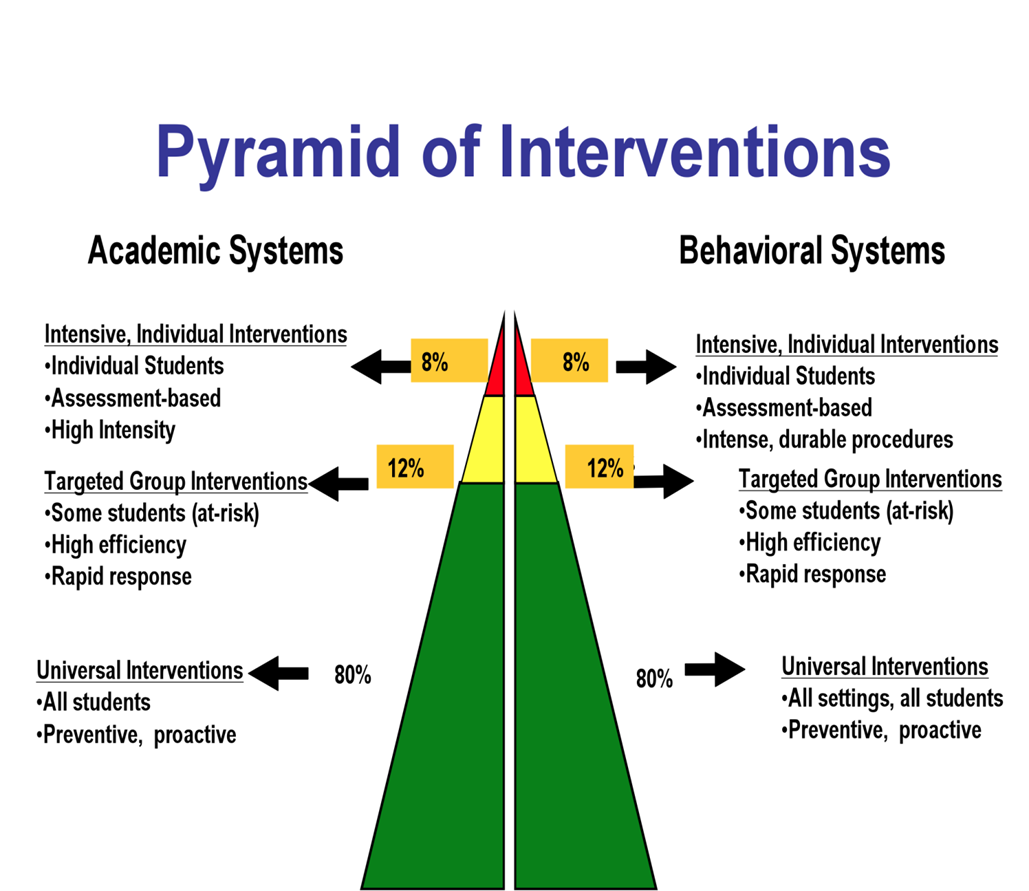 Pyramid of Interventions
Academic Systems
Intensive, Individual Interventions
•Individual Students
•Assessment-based
•High Intensity
8%
Targeted Group Interventions
•Some students (at-risk)
•High efficiency
•Rapid response
12%
Universal Interventions
•All students
•Preventive, proactive
80%
Behavioral Systems
8%
Intensive, Individual Interventions
•Individual Students
•Assessment-based
•Intense, durable procedures
12%
Targeted Group Interventions
•Some students (at-risk)
•High efficiency
•Rapid response
80%
Universal Interventions
•All settings, all students
•Preventive, proactive